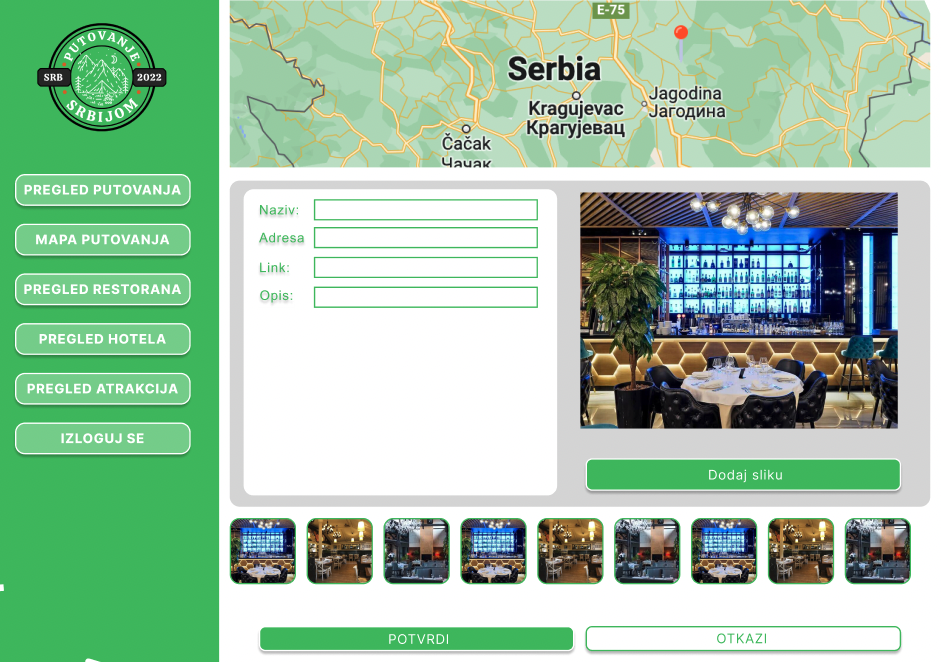 PUTOVANJE
SRB
2022
SRBIJOM
PREGLED PUTOVANJA
MAPA PUTOVANJA
PREGLED RESTORANA
PREGLED HOTELA
PREGLED ATRAKCIJA
IZLOGUJ SE
E-75
Serbia
Kragujevac
Крагујевац
Jagodina
Јагодина
Čačak
Чачак
Naziv:
Adresa
Link:
Opis:
Dodaj sliku
POTVRDI
OTKAZI